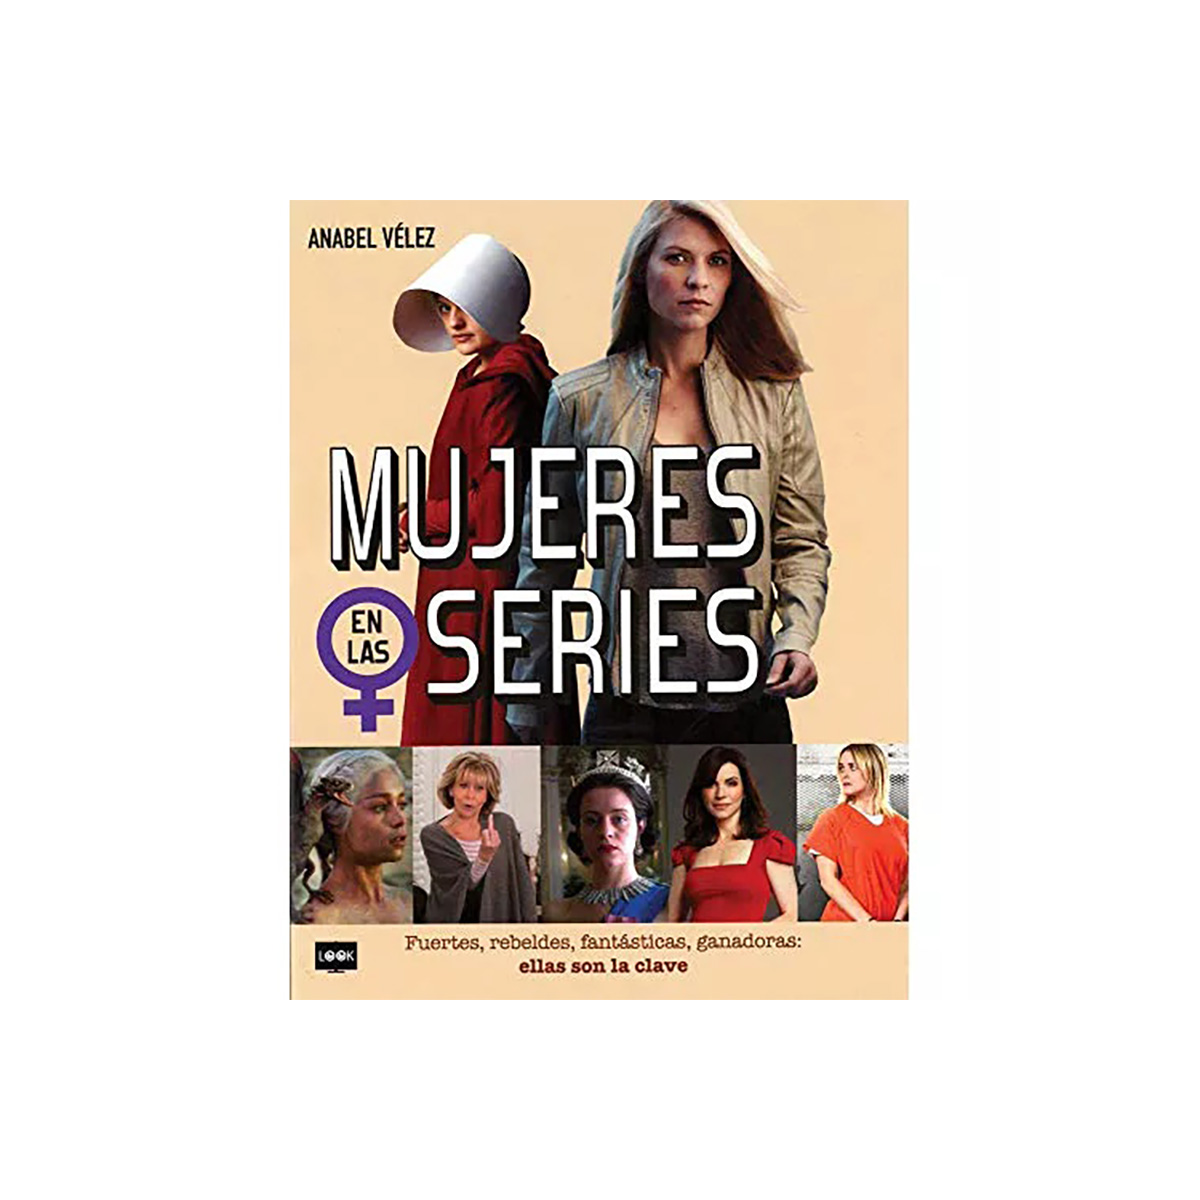 ANABEL VÉLEZ
MUJERES
EN
LAS
SERIES
LOOK
Fuertes, rebeldes, fantásticas, ganadoras:
ellas son la clave